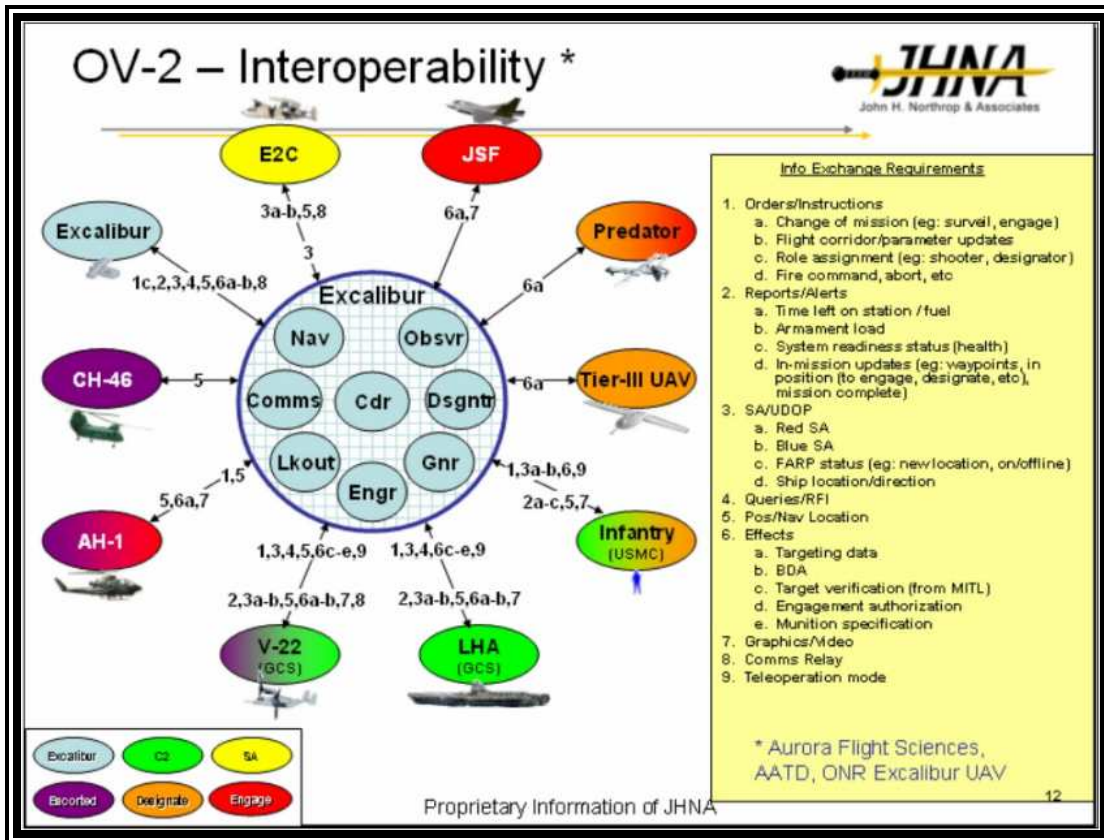 OV-2 – Interoperability *
JHNA
John H. Northrop & Associates
E2C
JSF
3a-b,5,8
6a,7
Excalibur
Predator
3
1c,2,3,4,5,6a-b,8
6a
Excalibur
Nav
Obsvr
CH-46
5
Comms
Cdr
Dsgntr
6a
Tier-III UAV
Lkout
Gnr
Engr
1,5
5,6a,7
1,3a-b,6,9
2a-c,5,7
AH-1
Infantry
(USMC)
1,3,4,5,6c-e,9
1,3,4,6c-e,9
2,3a-b,5,6a-b,7,8
2,3a-b,5,6a-b,7
V-22
(GCS)
LHA
(GCS)
Info Exchange Requirements
1. Orders/Instructions
a. Change of mission (eg: surveil, engage)
b. Flight corridor/parameter updates
c. Role assignment (eg: shooter, designator)
d. Fire command, abort, etc
2. Reports/Alerts
a. Time left on station / fuel
b. Armament load
c. System readiness status (health)
d. In-mission updates (eg: waypoints, in
position (to engage, designate, etc),
mission complete)
3. SA/UDOP
a. Red SA
b. Blue SA
c. FARP status (eg: new location, on/offline)
d. Ship location/direction
4. Queries/RFI
5. Pos/Nav Location
6. Effects
a. Targeting data
b. BDA
c. Target verification (from MITL)
d. Engagement authorization
e. Munition specification
7. Graphics/Video
8. Comms Relay
9. Teleoperation mode
* Aurora Flight Sciences,
AATD, ONR Excalibur UAV
Excalibur
C2
SA
Escorted
Designate
Engage
Proprietary Information of JHNA
12